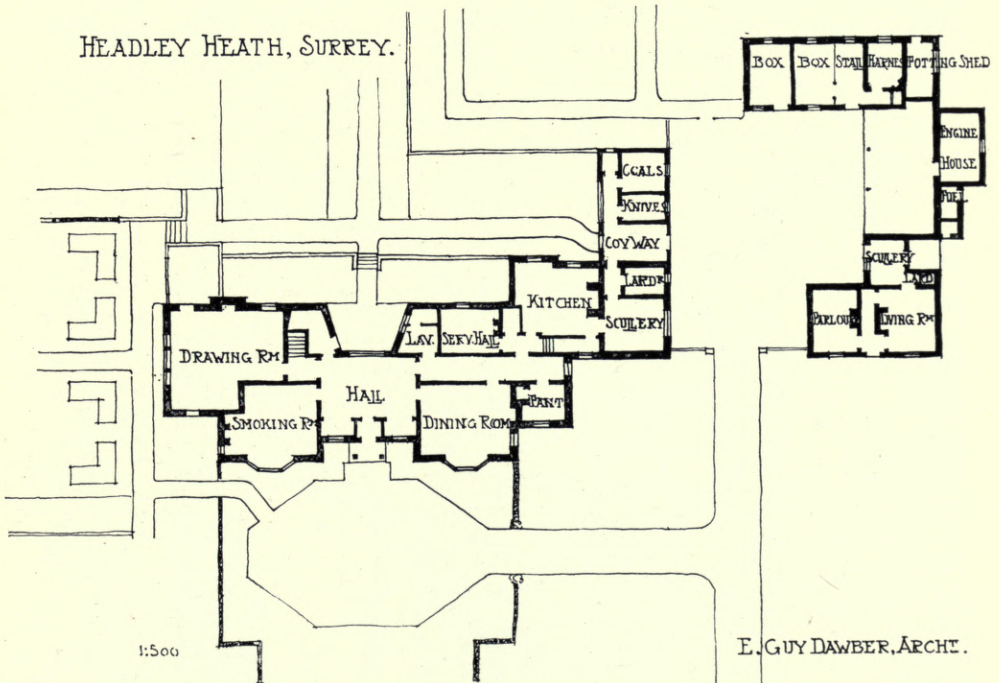 HEADLEY HEATH, SURREY.
BOX
BOX
STALL
HARNES
POTTING SHED
ENGINE
HOUSE
FUEL
COALS
KNIVES
COV WAY
LARDR
SCULLERY
KITCHEN
SCULLERY
LARD
PARLOUR
LIVING RM
LAV.
SERV. HALL
DRAWING RM
HALL
SMOKING RM
DINING ROOM
PANT
1:500
E. GUY DAWBER, ARCHT.